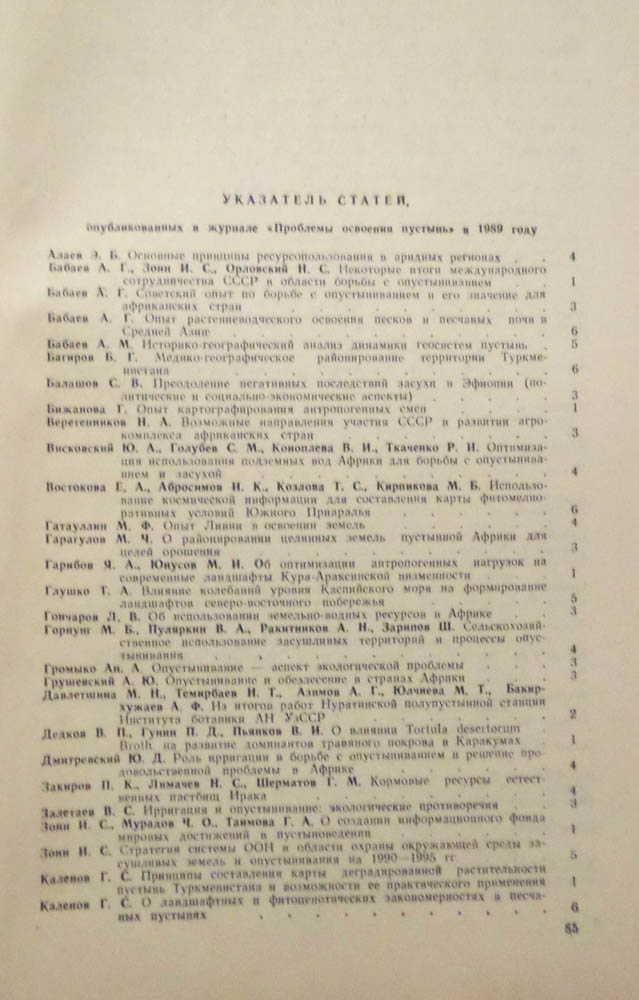 УКАЗАТЕЛЬ СТАТЕЙ,
опубликованных в журнале «Проблемы освоения пустынь» в 1989 году
Алаев Э. Б. Основные принципы ресурсопользования в аридных регионах . . 4
Бабаев А. Г., Зонн И. С., Орловский Н. С. Некоторые итоги международного
сотрудничества СССР в области борьбы с опустыниванием . . . 1
Бабаев А. Г. Советский опыт по борьбе с опустыниванием и его значение для
африканских стран . . . . . . . . . 3
Бабаев А. Г. Опыт растениеводческого освоения песков и песчаных почв в
Средней Азии . . . . . . . . . 6
Бабаев А. М. Историко-географический анализ динамики геосистем пустынь . 5
Багиров Б. Г. Медико-географическое районирование территории Туркме-
нистана . . . . . . . . . 6
Балашов С. В. Преодоление негативных последствий засухи в Эфиопии (по-
литические и социально-экономические аспекты) . . . . 3
Бижанова Г. Опыт картографирования антропогенных смен . . . . 1
Веретенников Н. А. Возможные направления участия СССР в развитии агро-
комплекса африканских стран . . . . . . . 3
Висковский Ю. А., Голубев С. М., Коноплева В. И., Ткаченко Р. И. Оптимиза-
ция использования подземных вод Африки для борьбы с опустынива-
нием и засухой . . . . . . . . 4
Востокова Е. А., Абросимов И. К., Козлова Т. С., Кирпикова М. Б. Использо-
вание космической информации для составления карты фитомелио-
ративных условий Южного Приаралья . . . . . . 6
Гатауллин М. Ф. Опыт Ливии в освоении земель . . . . . 4
Гарагулов М. Ч. О районировании целинных земель пустынной Африки для
целей орошения . . . . . . . . 3
Гарибов Я. А., Юнусов М. И. Об оптимизации антропогенных нагрузок на
современные ландшафты Кура-Араксинской низменности . . . 1
Глушко Т. А. Влияние колебаний уровня Каспийского моря на формирование
ландшафтов северо-восточного побережья . . . . . 5
Гончаров Л. В. Об использовании земельно-водных ресурсов в Африке . . 3
Горнунг М. Б., Пуляркин В. А., Ракитников А. Н., Зарипов Ш. Сельскохозяй-
ственное использование засушливых территорий и процессы опус-
тынивания . . . . . . . . . 4
Громыко Ан. А. Опустынивание — аспект экологической проблемы . . . 3
Грушевский А. Ю. Опустынивание и обезлесение в странах Африки . . . 3
Давлетшина М. Н., Темирбаев Н. Т., Азимов А. Г., Юлчиева М. Т., Бакир-
хужаев А. Ф. Из итогов работ Нуратинской полупустынной станции
Института ботаники АН УзССР . . . . . . . 2
Дедков В. П., Гунин П. Д., Пьянков В. И. О влиянии Tortula desertorum
Broth. на развитие доминантов травяного покрова в Каракумах . . 1
Дмитревский Ю. Д. Роль ирригации в борьбе с опустыниванием и решение про-
довольственной проблемы в Африке . . . . . . 4
Закиров П. К., Лимачев Н. С., Шерматов Г. М. Кормовые ресурсы естест-
венных пастбищ Ирака . . . . . . . 4
Залетаев В. С. Ирригация и опустынивание: экологические противоречия . . 3
Зонн И. С., Мурадов Ч. О., Таимова Г. А. О создании информационного фонда
мировых достижений в пустыноведении . . . . . 1
Зонн И. С. Стратегия системы ООН в области охраны окружающей среды за-
сушливых земель и опустынивания на 1990—1995 гг. . . . 5
Каленов Г. С. Принципы составления карты деградированной растительности
пустынь Туркменистана и возможности ее практического применения 1
Каленов Г. С. О ландшафтных и фитоценотических закономерностях в песча-
ных пустынях . . . . . . . . . 6
85